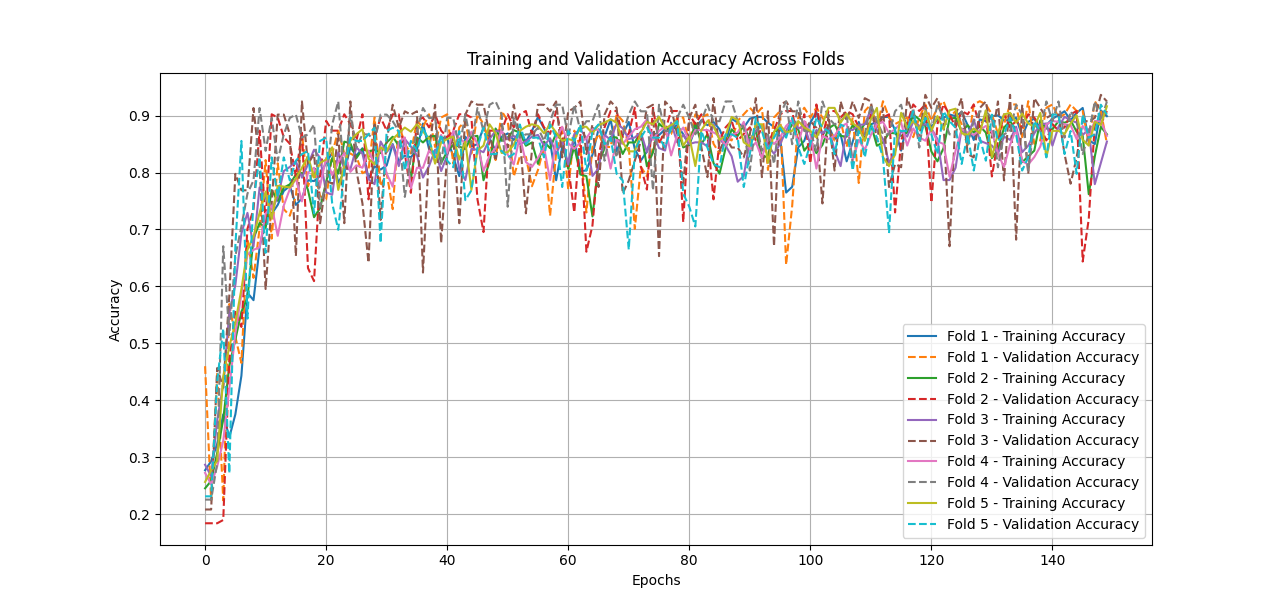 Training and Validation Accuracy Across Folds
Accuracy
0.9
0.8
0.7
0.6
0.5
0.4
0.3
0.2
Fold 1 - Training Accuracy
Fold 1 - Validation Accuracy
Fold 2 - Training Accuracy
Fold 2 - Validation Accuracy
Fold 3 - Training Accuracy
Fold 3 - Validation Accuracy
Fold 4 - Training Accuracy
Fold 4 - Validation Accuracy
Fold 5 - Training Accuracy
Fold 5 - Validation Accuracy
0 20 40 60 80 100 120 140
Epochs